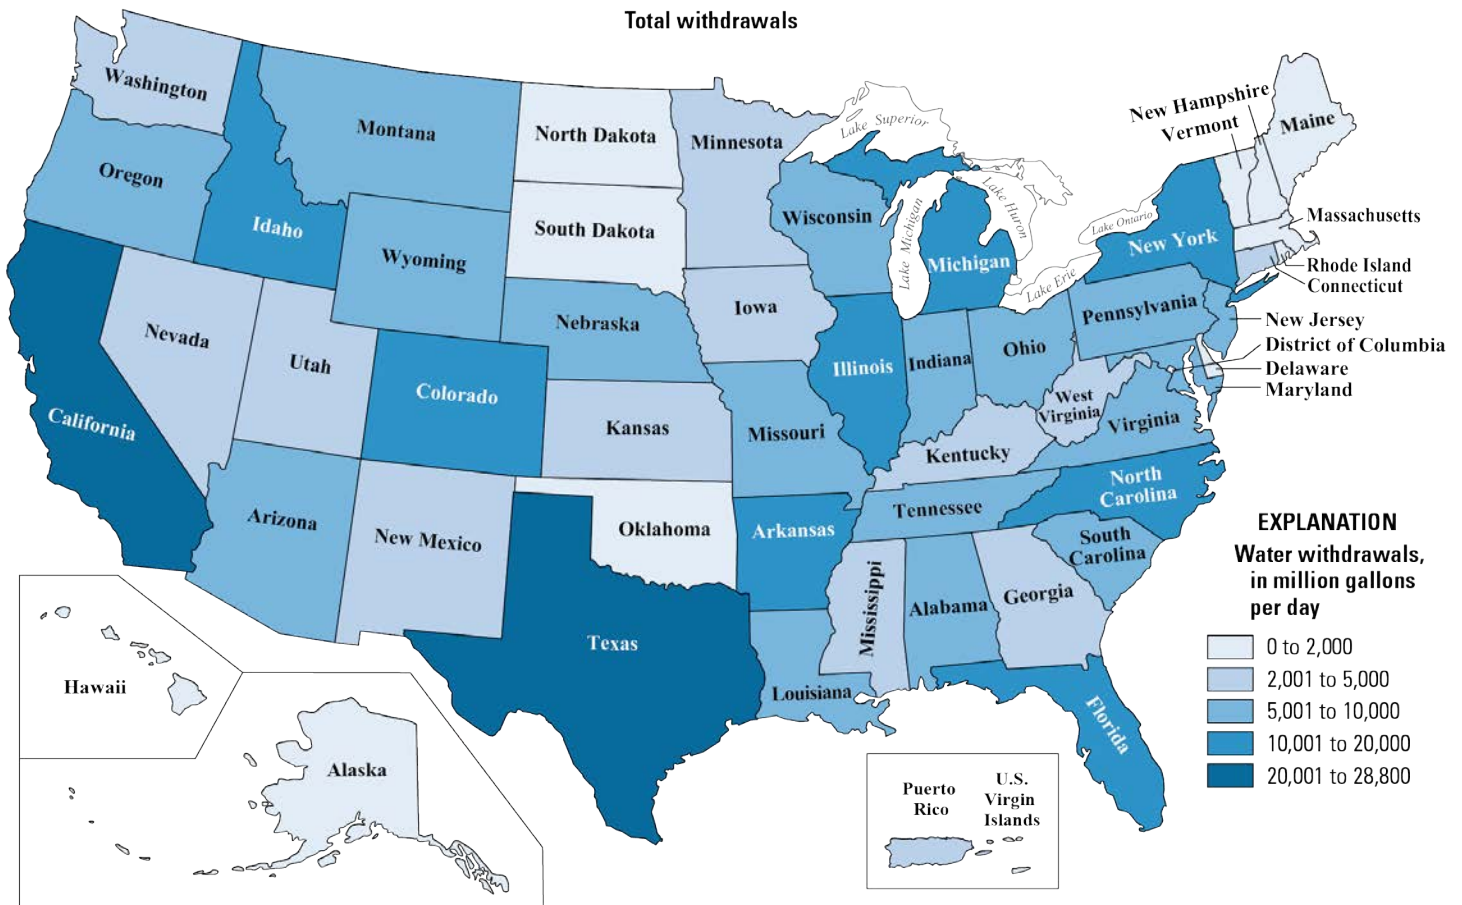 Total withdrawals
Washington
Oregon
California
Nevada
Idaho
Montana
Wyoming
Utah
Colorado
Arizona
New Mexico
North Dakota
South Dakota
Nebraska
Kansas
Oklahoma
Texas
Minnesota
Iowa
Missouri
Arkansas
Louisiana
Wisconsin
Illinois
Michigan
Indiana
Ohio
Kentucky
Tennessee
Mississippi
Alabama
Georgia
Florida
South
Carolina
North
Carolina
Virginia
West
Virginia
Pennsylvania
New York
Lake Superior
Lake Michigan
Lake Huron
Lake Erie
Lake Ontario
New Hampshire
Vermont
Maine
Massachusetts
Rhode Island
Connecticut
New Jersey
District of Columbia
Delaware
Maryland
Hawaii
Alaska
Puerto
Rico
U.S.
Virgin
Islands
EXPLANATION
Water withdrawals,
in million gallons
per day
0 to 2,000
2,001 to 5,000
5,001 to 10,000
10,001 to 20,000
20,001 to 28,800